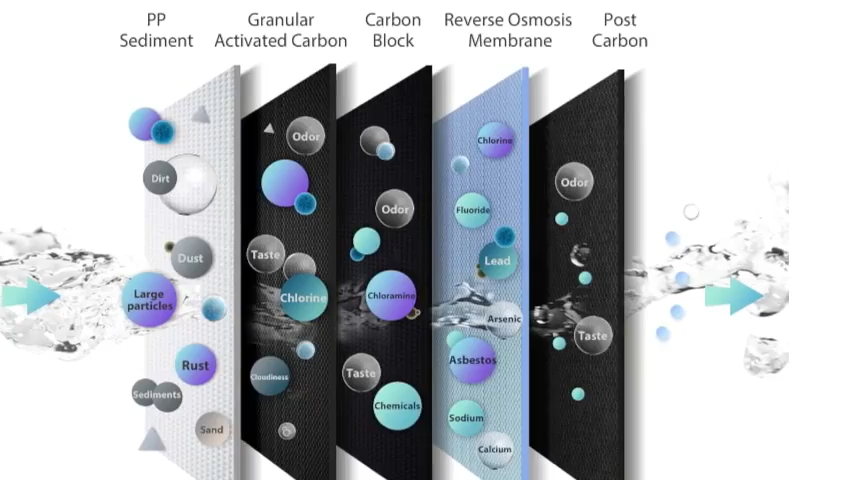 PP
Sediment
Granular
Activated Carbon
Carbon
Block
Reverse Osmosis
Membrane
Post
Carbon
Dirt
Dust
Large
particles
Rust
Sediments
Sand
Odor
Taste
Chlorine
Cloudiness
Odor
Chloramine
Taste
Chemicals
Chlorine
Fluoride
Lead
Arsenic
Asbestos
Sodium
Calcium
Odor
Taste